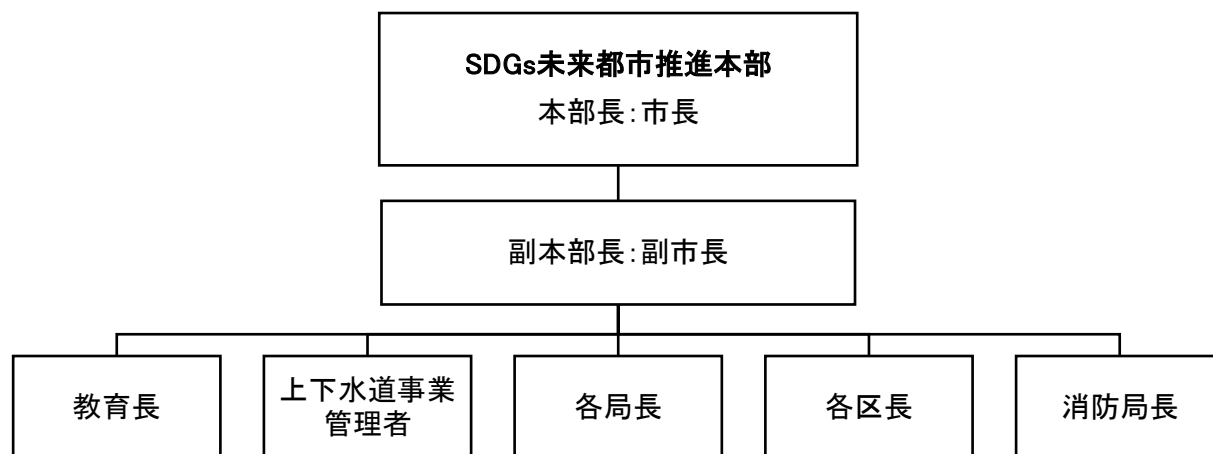 SDGs未来都市推進本部
本部長：市長
副本部長：副市長
教育長
上下水道事業
管理者
各局長
各区長
消防局長